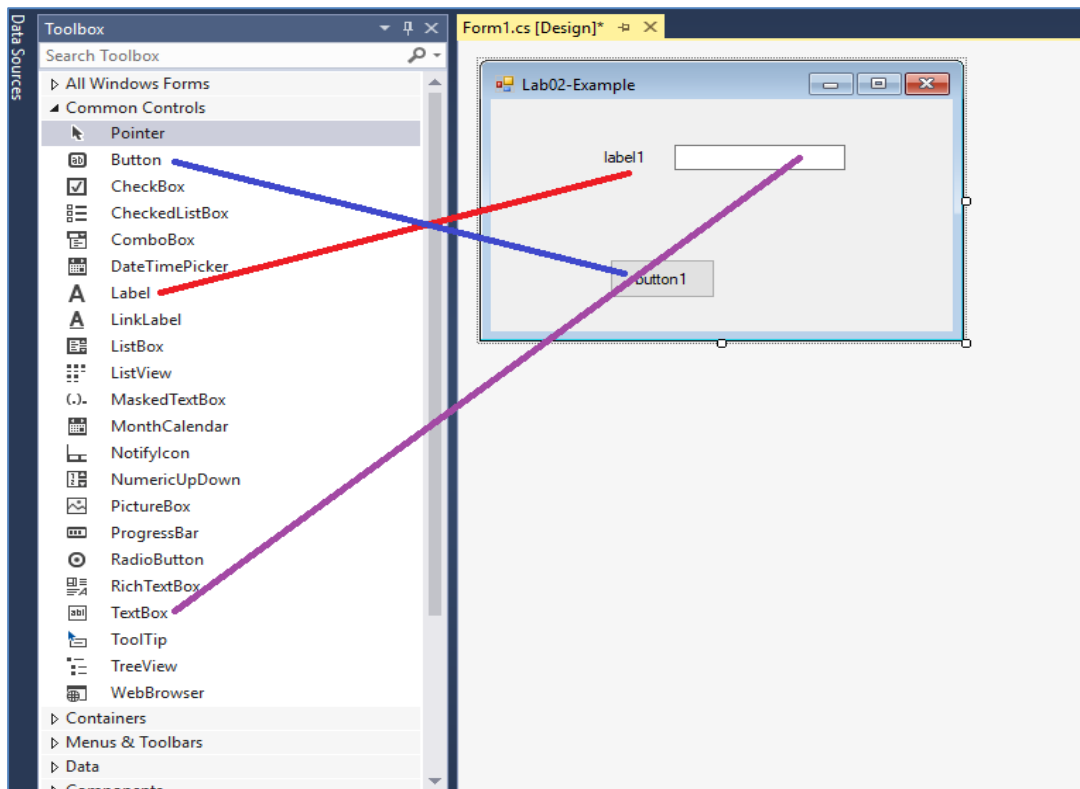 Data Sources
Toolbox
Search Toolbox
All Windows Forms
Common Controls
Pointer
Button
CheckBox
CheckedListBox
ComboBox
DateTimePicker
Label
LinkLabel
ListBox
ListView
MaskedTextBox
MonthCalendar
NotifyIcon
NumericUpDown
PictureBox
ProgressBar
RadioButton
RichTextBox
TextBox
ToolTip
TreeView
WebBrowser
Containers
Menus & Toolbars
Data
Components
Form1.cs [Design]*
Lab02-Example
label1
button1